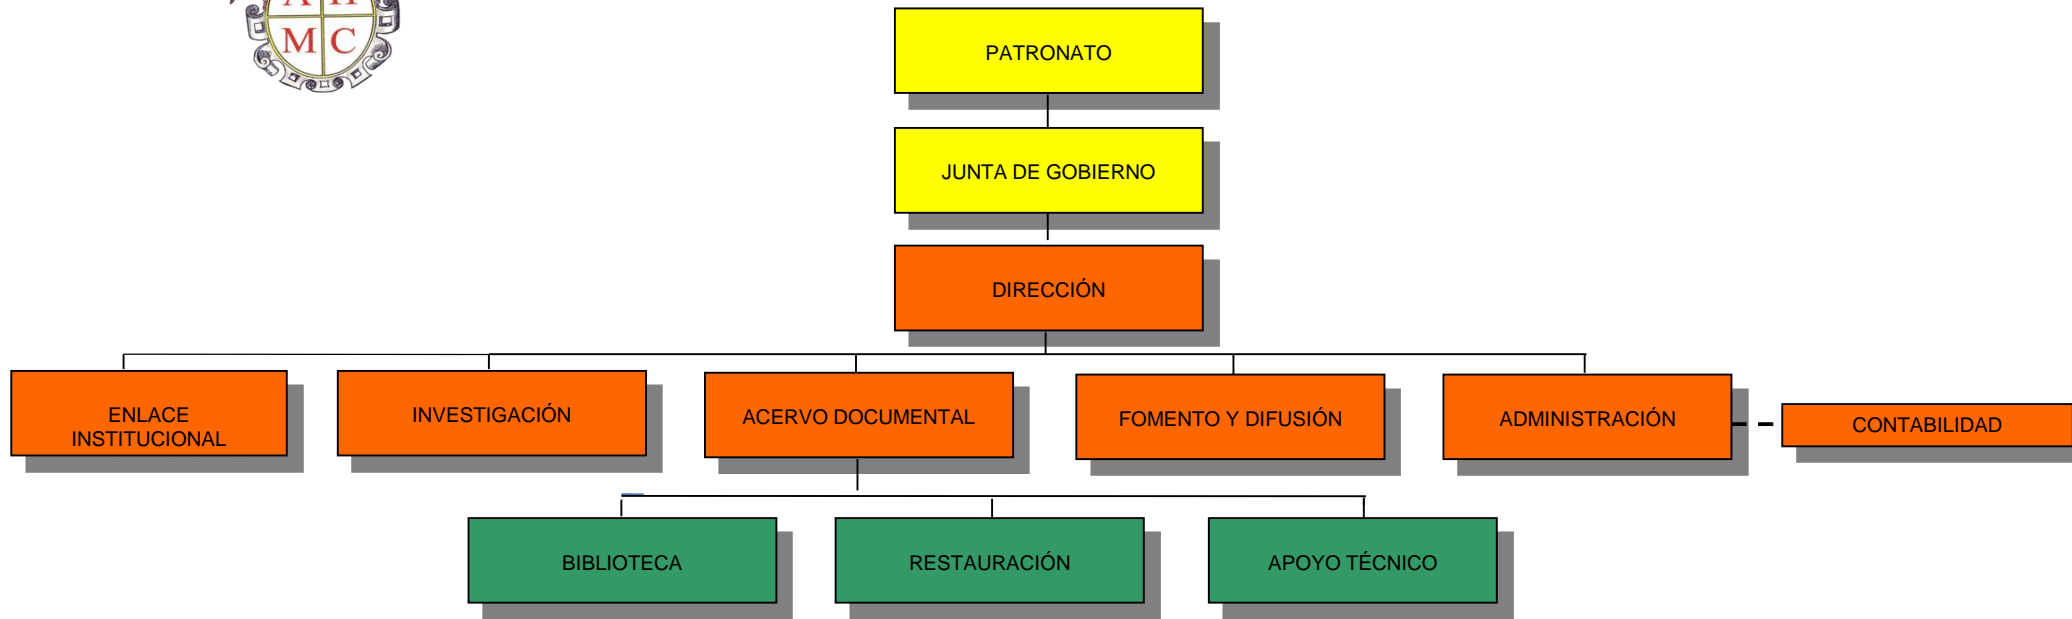 A H
M C
PATRONATO
JUNTA DE GOBIERNO
DIRECCIÓN
ENLACE
INSTITUCIONAL
INVESTIGACIÓN
ACERVO DOCUMENTAL
FOMENTO Y DIFUSIÓN
ADMINISTRACIÓN
CONTABILIDAD
BIBLIOTECA
RESTAURACIÓN
APOYO TÉCNICO